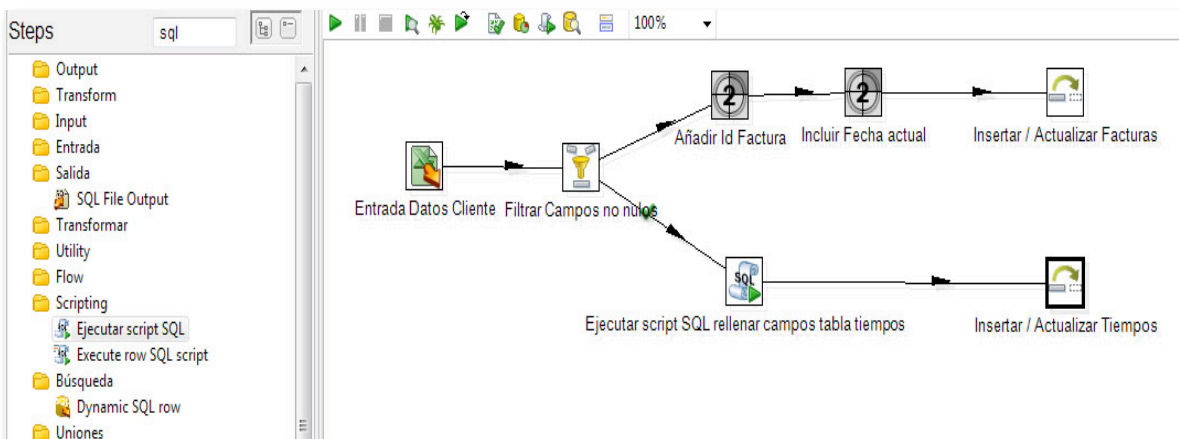 Steps
sql
100%
Output
Transform
Input
Entrada
Salida
SQL File Output
Transformar
Utility
Flow
Scripting
Ejecutar script SQL
Execute row SQL script
Búsqueda
Dynamic SQL row
Uniones
Entrada Datos Cliente
Filtrar Campos no nulos
2
Añadir Id Factura
2
Incluir Fecha actual
Insertar / Actualizar Facturas
SQL
Ejecutar script SQL rellenar campos tabla tiempos
Insertar / Actualizar Tiempos